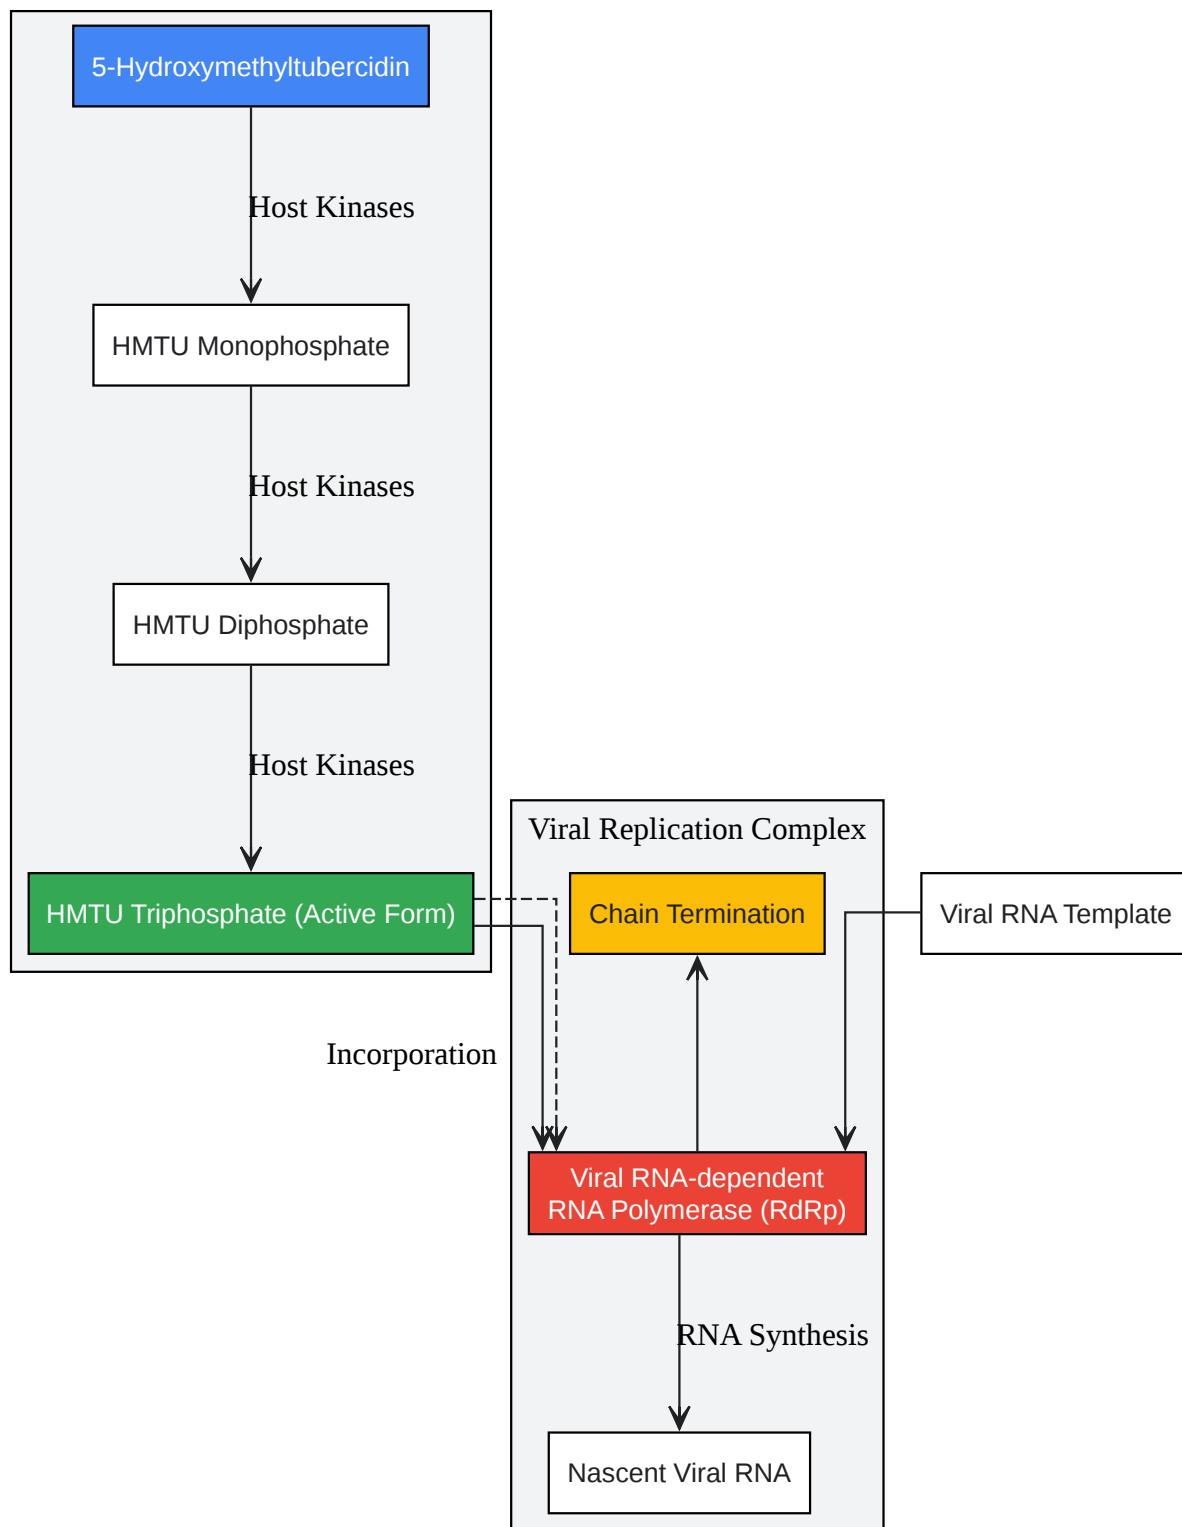 5-Hydroxymethyltubercidin
Host Kinases
HMTU Monophosphate
Host Kinases
HMTU Diphosphate
Host Kinases
Viral Replication Complex
HMTU Triphosphate (Active Form)
Chain Termination
Viral RNA Template
Incorporation
Viral RNA-dependent
RNA Polymerase (RdRp)
RNA Synthesis
Nascent Viral RNA